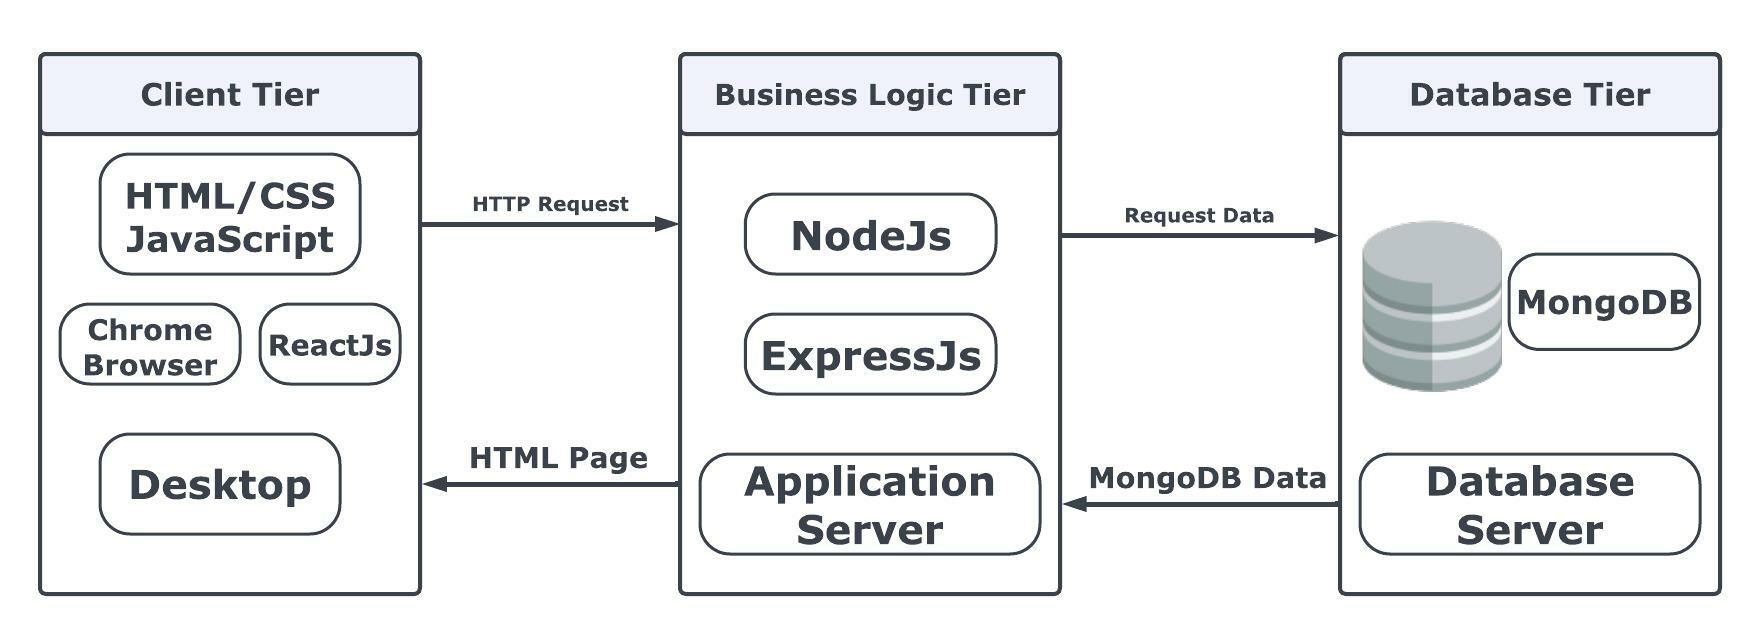 Client Tier
HTML/CSS
JavaScript
Chrome
Browser
ReactJs
Desktop
HTTP Request
HTML Page
Business Logic Tier
NodeJs
ExpressJs
Application
Server
Request Data
MongoDB Data
Database Tier
MongoDB
Database
Server